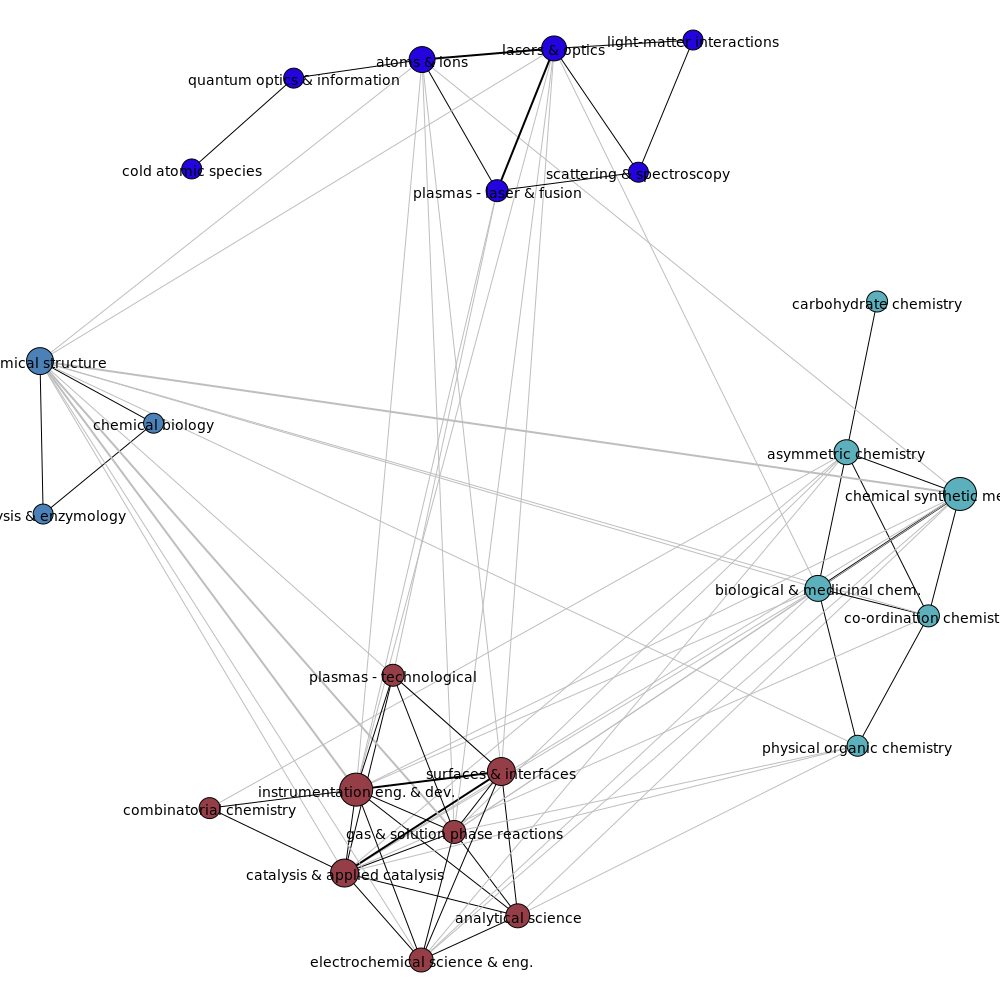 light-matter interactions
lasers & optics
atoms & ions
quantum optics & information
cold atomic species
scattering & spectroscopy
plasmas - laser & fusion
carbohydrate chemistry
mical structure
chemical biology
asymmetric chemistry
chemical synthetic me
ysis & enzymology
biological & medicinal chem.
co-ordination chemist
plasmas - technological
physical organic chemistry
surfaces & interfaces
instrumentation eng. & dev.
combinatorial chemistry
gas & solution phase reactions
catalysis & applied catalysis
analytical science
electrochemical science & eng.